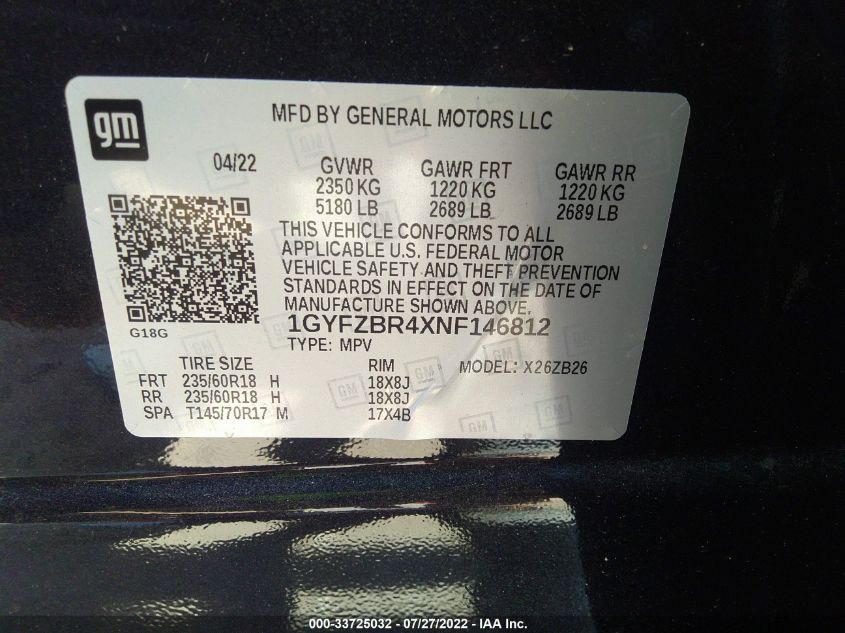 gm
MFD BY GENERAL MOTORS LLC
04/22 GVWR GAWR FRT GAWR RR
2350 KG 1220 KG 1220 KG
5180 LB 2689 LB 2689 LB
THIS VEHICLE CONFORMS TO ALL
APPLICABLE U.S. FEDERAL MOTOR
VEHICLE SAFETY AND THEFT PREVENTION
STANDARDS IN EFFECT ON THE DATE OF
MANUFACTURE SHOWN ABOVE.
G18G
1GYFZBR4XNF146812
TYPE: MPV
MODEL: X26ZB26
TIRE SIZE RIM
FRT 235/60R18 H 18X8J
RR 235/60R18 H 18X8J
SPA T145/70R17 M 17X4B
000-33725032 - 07/27/2022 - IAA Inc.